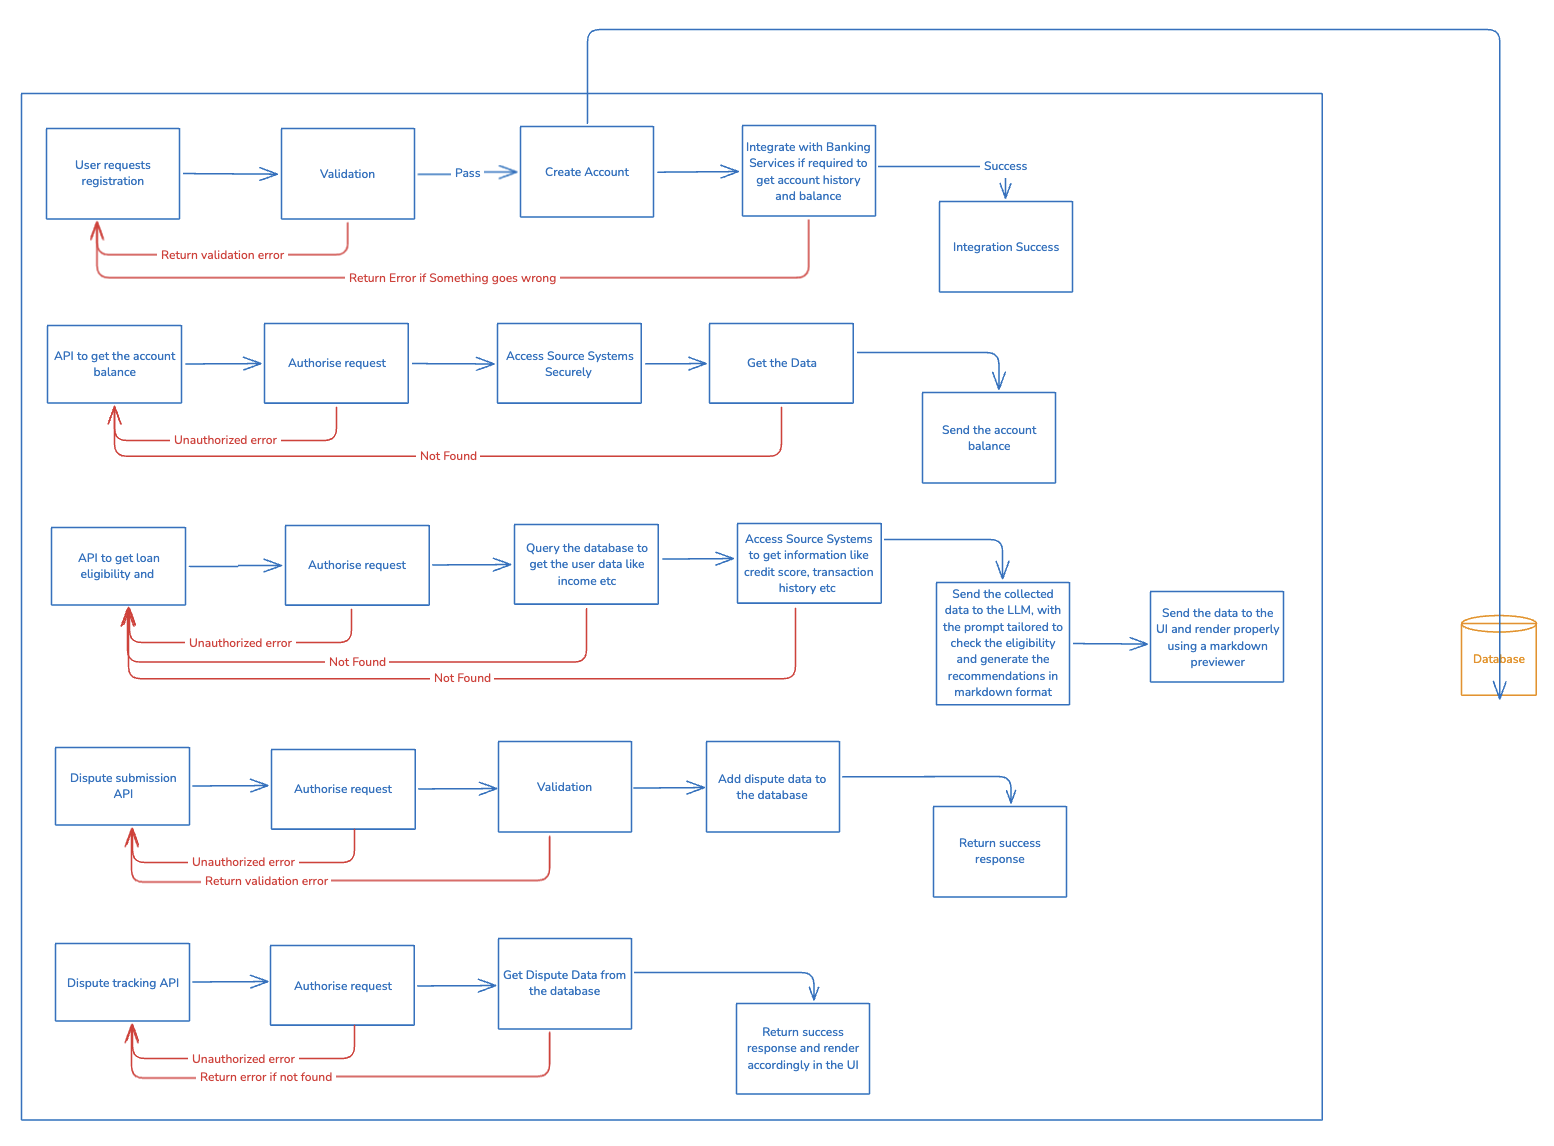 User requests
registration
Validation
Pass
Create Account
Integrate with Banking
Services if required to
get account history
and balance
Success
Integration Success
Return validation error
Return Error if Something goes wrong
API to get the account
balance
Authorise request
Access Source Systems
Securely
Get the Data
Send the account
balance
Unauthorized error
Not Found
API to get loan
eligibility and
Authorise request
Query the database to
get the user data like
income etc
Access Source Systems
to get information like
credit score, transaction
history etc
Send the collected
data to the LLM, with
the prompt tailored to
check the eligibility
and generate the
recommendations in
markdown format
Send the data to the
UI and render properly
using a markdown
previewer
Database
Unauthorized error
Not Found
Not Found
Dispute submission
API
Authorise request
Validation
Add dispute data to
the database
Return success
response
Unauthorized error
Return validation error
Dispute tracking API
Authorise request
Get Dispute Data from
the database
Return success
response and render
accordingly in the UI
Unauthorized error
Return error if not found